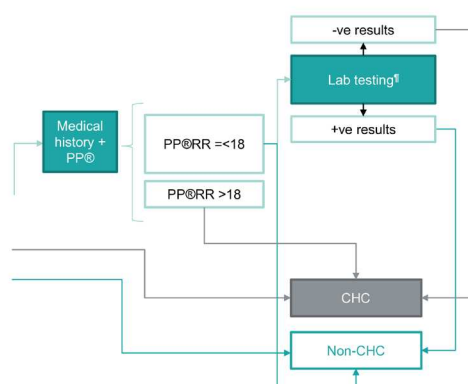 -ve results
Lab testing¶
+ve results
Medical
history +
PP®
PP®RR =<18
PP®RR >18
CHC
Non-CHC